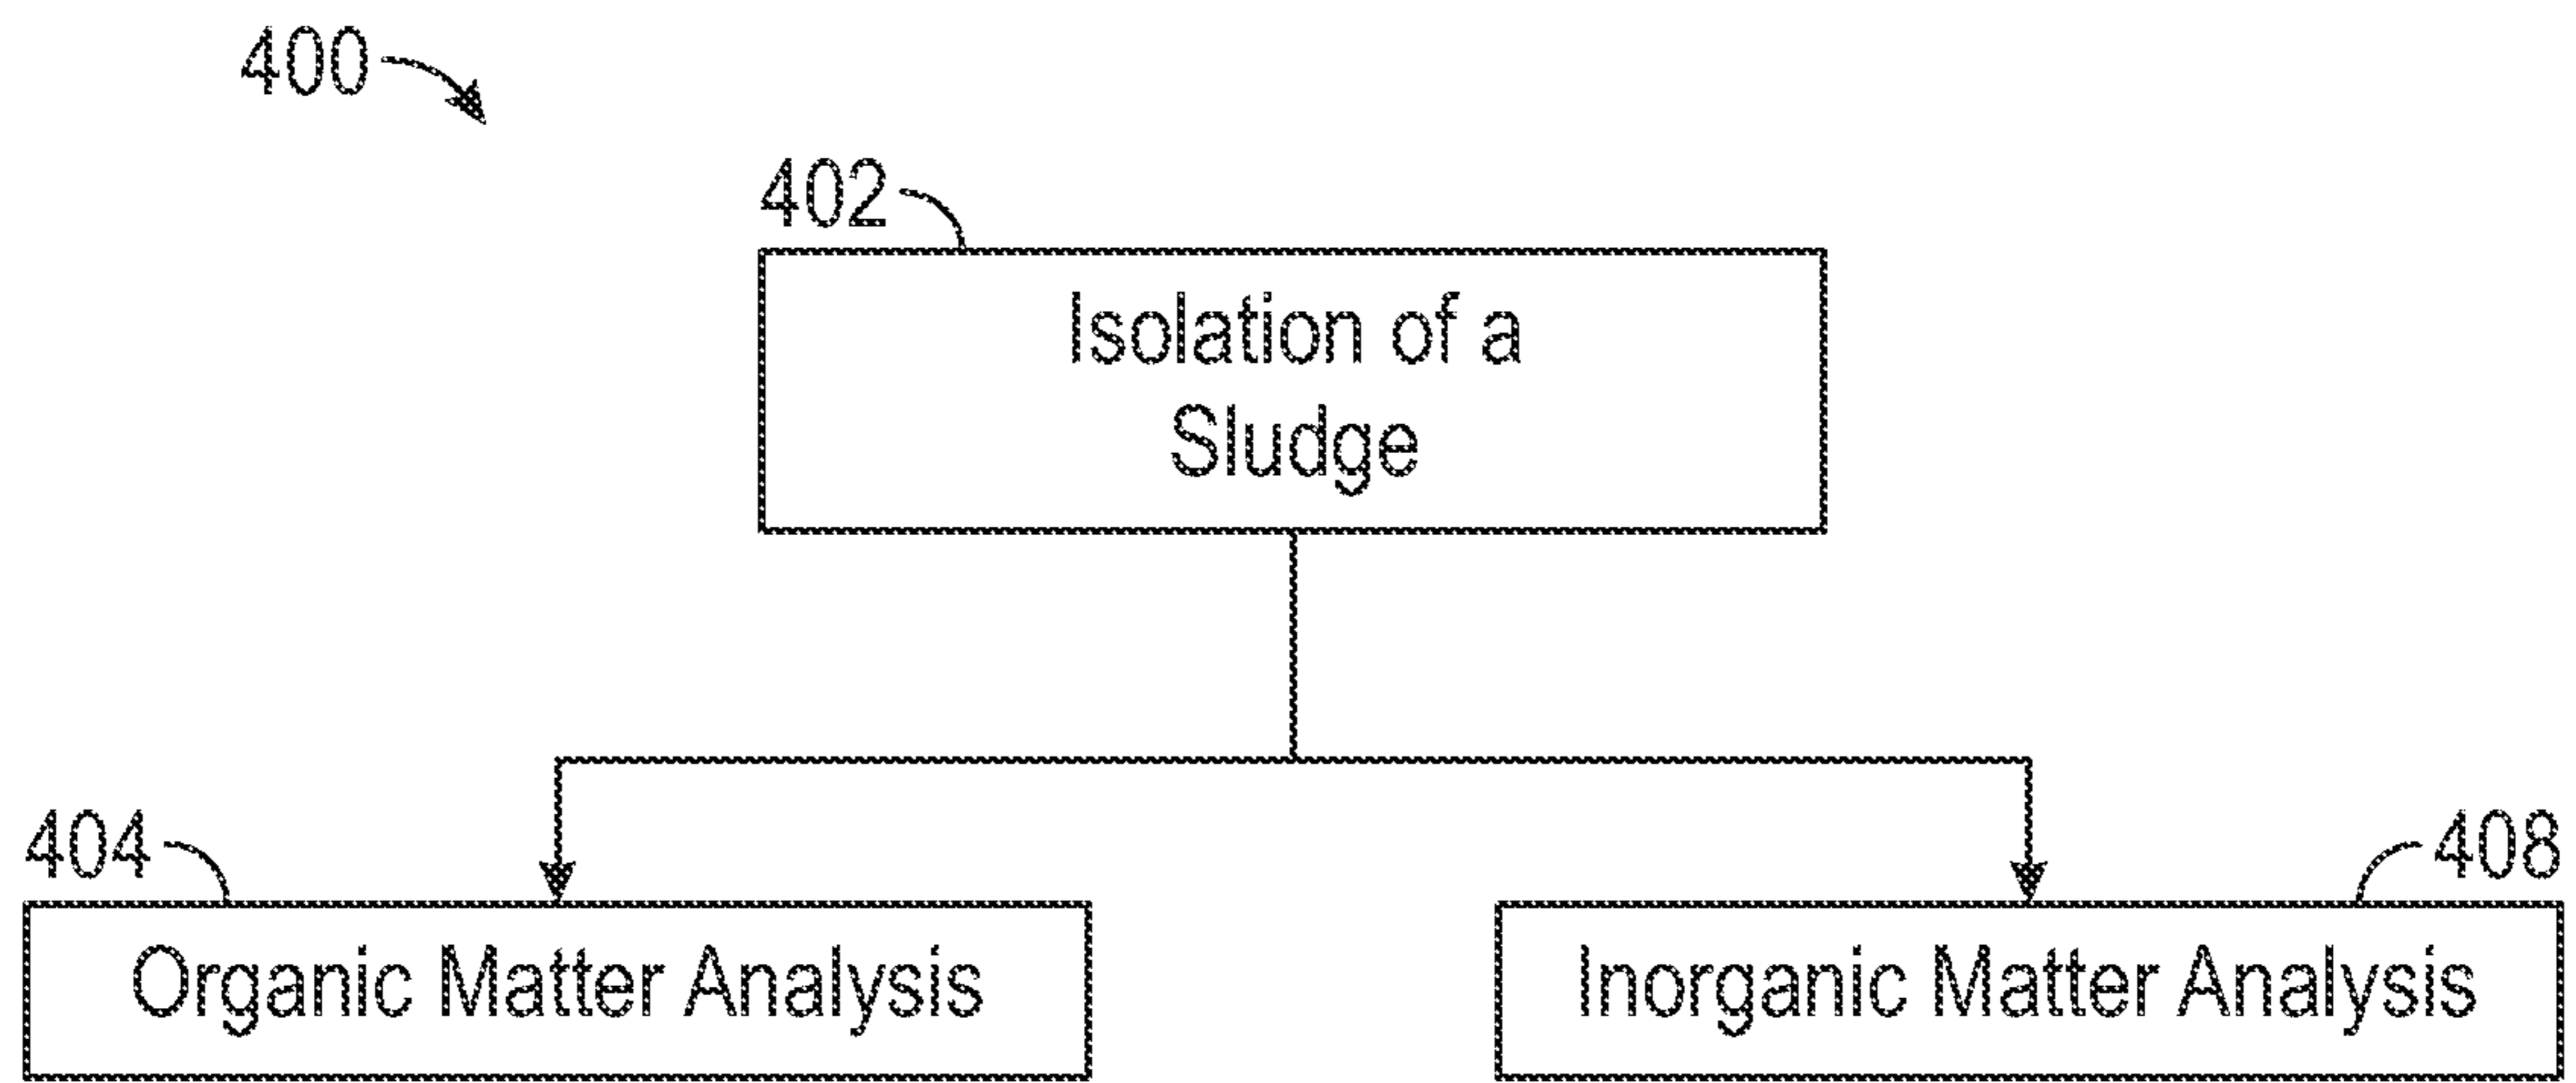 400
402
Isolation of a
Sludge
404
408
Organic Matter Analysis
Inorganic Matter Analysis